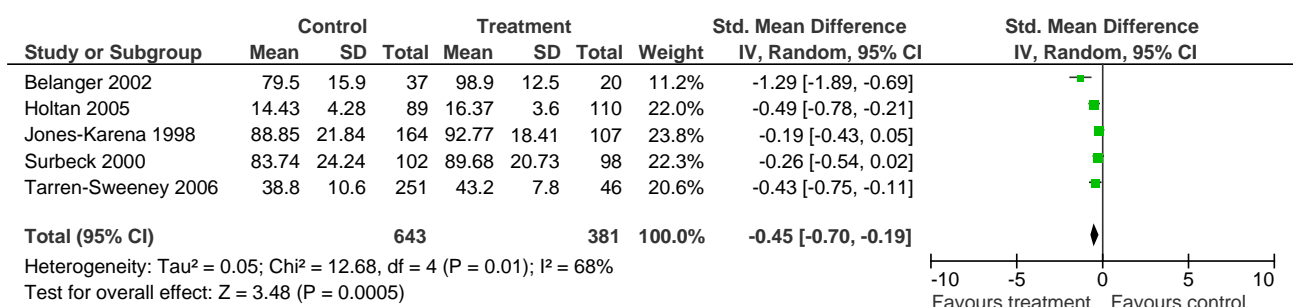 Control Treatment Std. Mean Difference Std. Mean Difference
Study or Subgroup Mean SD Total Mean SD Total Weight IV, Random, 95% CI IV, Random, 95% CI
Belanger 2002 79.5 15.9 37 98.9 12.5 20 11.2% -1.29 [-1.89, -0.69]
Holtan 2005 14.43 4.28 89 16.37 3.6 110 22.0% -0.49 [-0.78, -0.21]
Jones-Karena 1998 88.85 21.84 164 92.77 18.41 107 23.8% -0.19 [-0.43, 0.05]
Surbeck 2000 83.74 24.24 102 89.68 20.73 98 22.3% -0.26 [-0.54, 0.02]
Tarren-Sweeney 2006 38.8 10.6 251 43.2 7.8 46 20.6% -0.43 [-0.75, -0.11]
Total (95% CI) 643 381 100.0% -0.45 [-0.70, -0.19]
Heterogeneity: Tau² = 0.05; Chi² = 12.68, df = 4 (P = 0.01); I² = 68%
Test for overall effect: Z = 3.48 (P = 0.0005)
-10 -5 0 5 10
Favours treatment Favours control